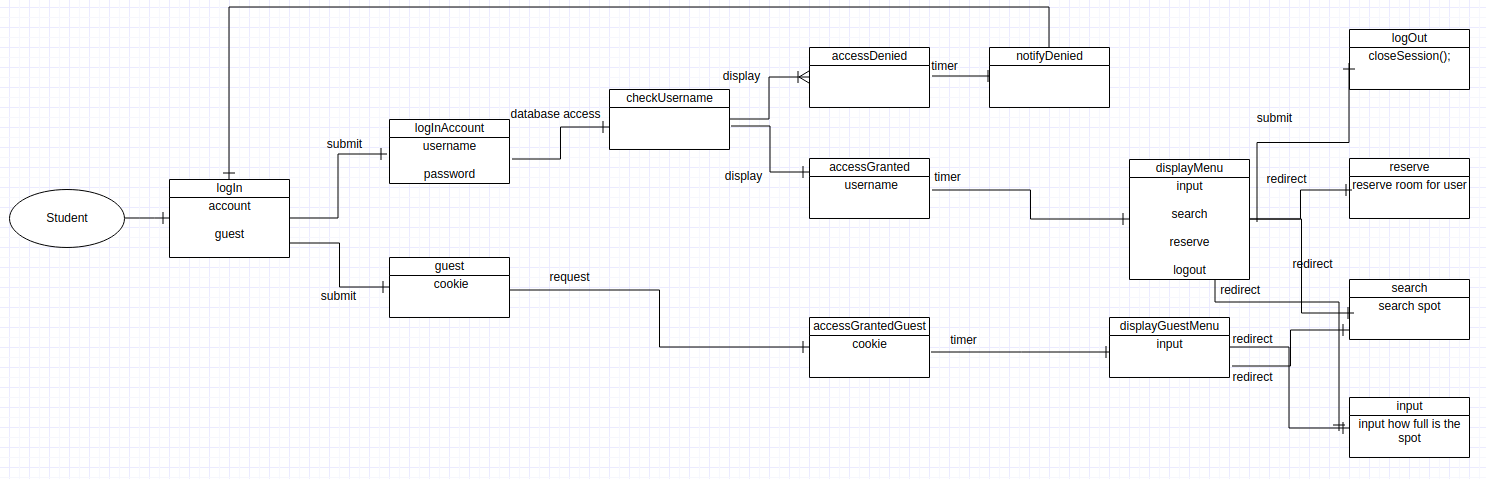 Student
logIn
account
guest
submit
submit
logInAccount
username
password
guest
cookie
database access
request
checkUsername
display
display
accessDenied
timer
notifyDenied
accessGranted
username
timer
accessGrantedGuest
cookie
timer
displayMenu
input
search
reserve
logout
displayGuestMenu
input
submit
redirect
redirect
redirect
redirect
redirect
logOut
closeSession();
reserve
reserve room for user
search
search spot
input
input how full is the
spot